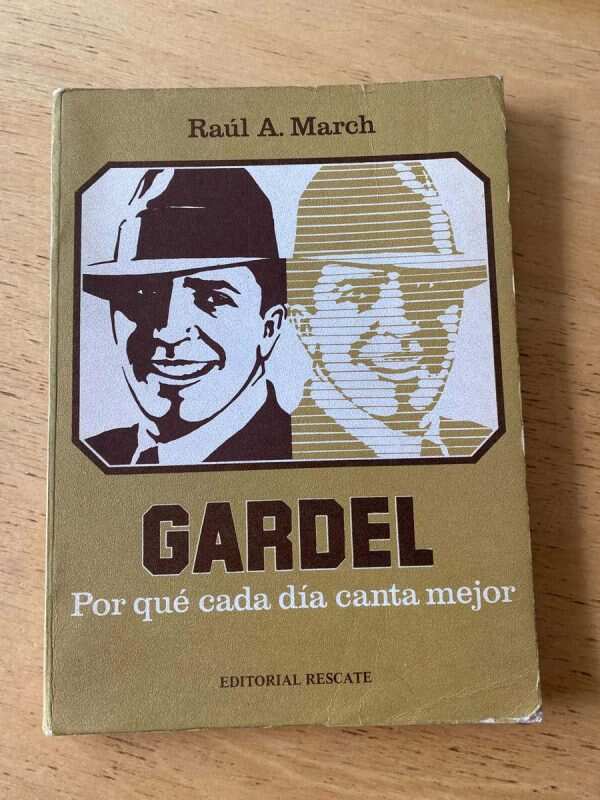 Raúl A. March
GARDEL
Por qué cada día canta mejor
EDITORIAL RESCATE